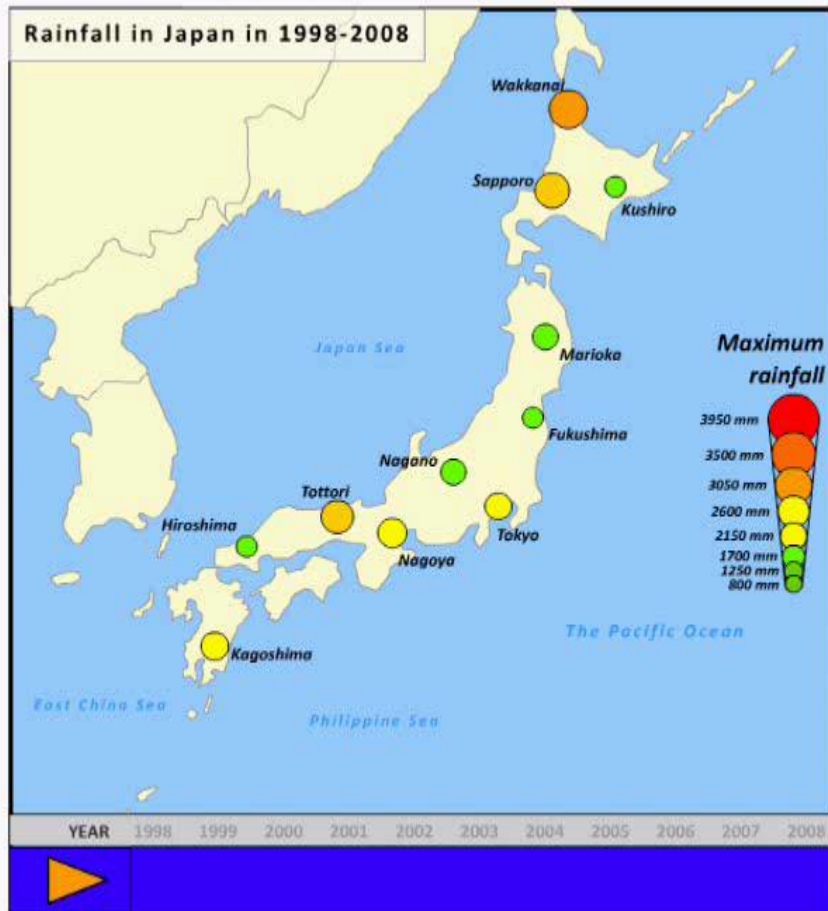 Rainfall in Japan in 1998-2008
Wakkanai
Sapporo
Kushiro
Japan Sea
Marioka
Maximum
rainfall
3950 mm
Fukushima
3500 mm
Nagano
3050 mm
Tottori
2600 mm
Hiroshima
Tokyo
2150 mm
Nagoya
1700 mm
1250 mm
800 mm
The Pacific Ocean
Kagoshima
East China Sea
Philippine Sea
YEAR 1998 1999 2000 2001 2002 2003 2004 2005 2006 2007 2008